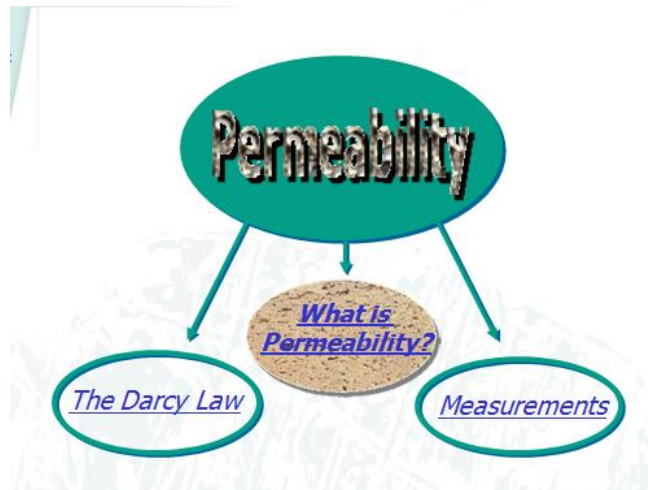 Permeability
What is
Permeability?
The Darcy Law
Measurements